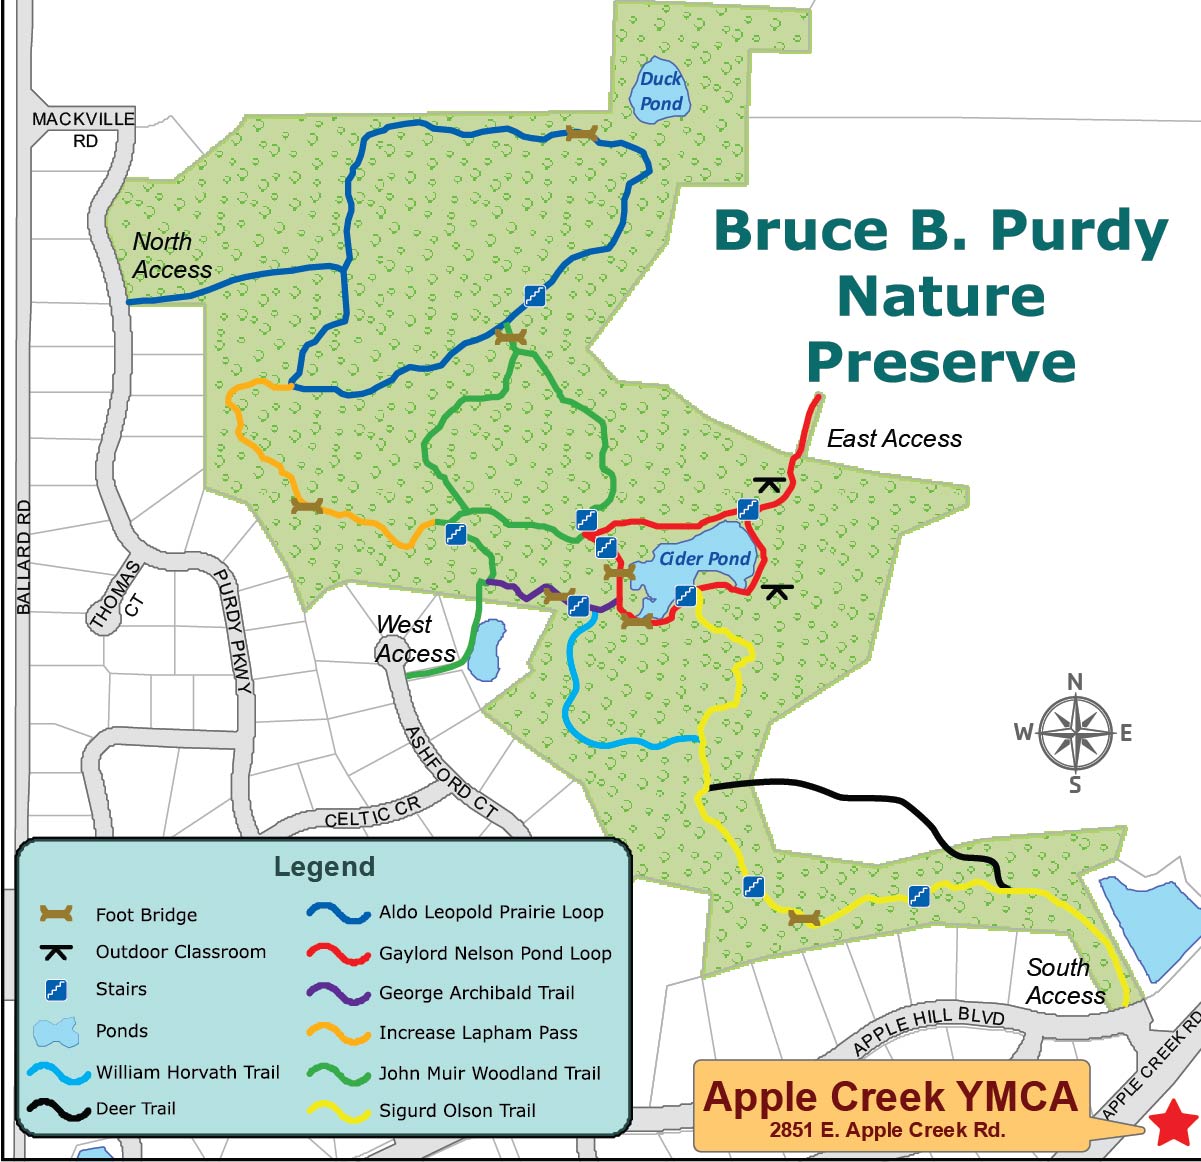 Duck
Pond
MACKVILLE
RD
North
Access
Bruce B. Purdy
Nature
Preserve
East Access
BALLARD RD
THOMAS
CT
PURDY PKWY
Cider Pond
West
Access
ASHFORD CT
CELTIC CR
N
W
E
S
Legend
Foot Bridge
Outdoor Classroom
Stairs
Ponds
William Horvath Trail
Deer Trail
Aldo Leopold Prairie Loop
Gaylord Nelson Pond Loop
George Archibald Trail
Increase Lapham Pass
John Muir Woodland Trail
Sigurd Olson Trail
South
Access
APPLE HILL BLVD
APPLE CREEK RD
Apple Creek YMCA
2851 E. Apple Creek Rd.